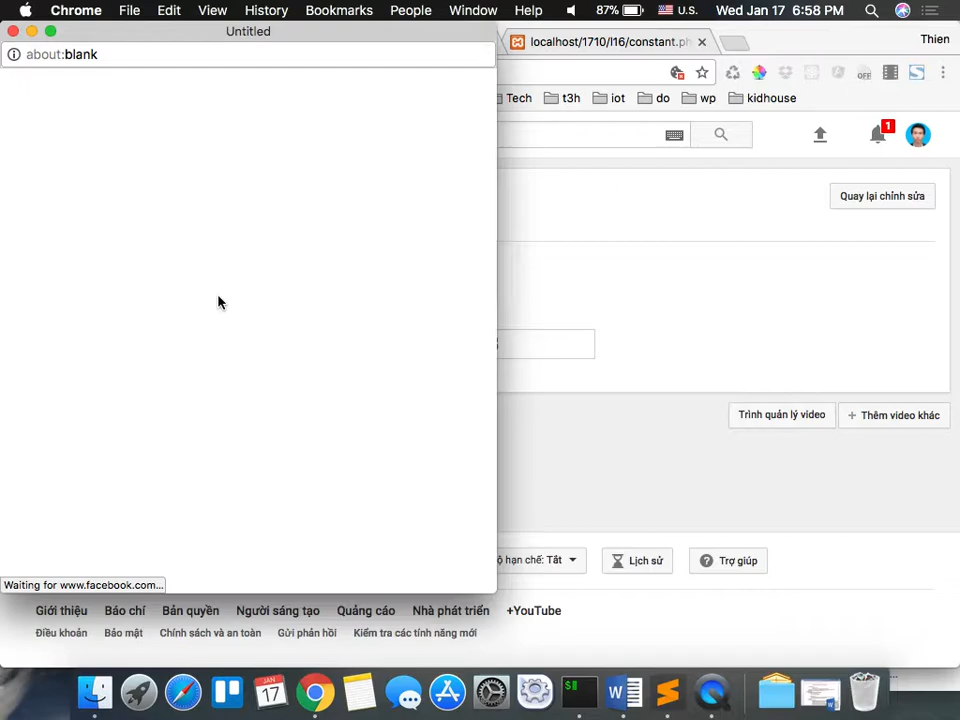 Chrome File Edit View History Bookmarks People Window Help 87% U.S. Wed Jan 17 6:58 PM
Untitled
about:blank
localhost/1710/l16/constant.ph
Thien
OFF
Tech t3h iot do wp kidhouse
1
Quay lại chỉnh sửa
Trình quản lý video
+ Thêm video khác
hạn chế: Tắt
Lịch sử
Trợ giúp
Waiting for www.facebook.com...
Giới thiệu Báo chí Bản quyền Người sáng tạo Quảng cáo Nhà phát triển +YouTube
Điều khoản Bảo mật Chính sách và an toàn Gửi phản hồi Kiểm tra các tính năng mới
JAN
17